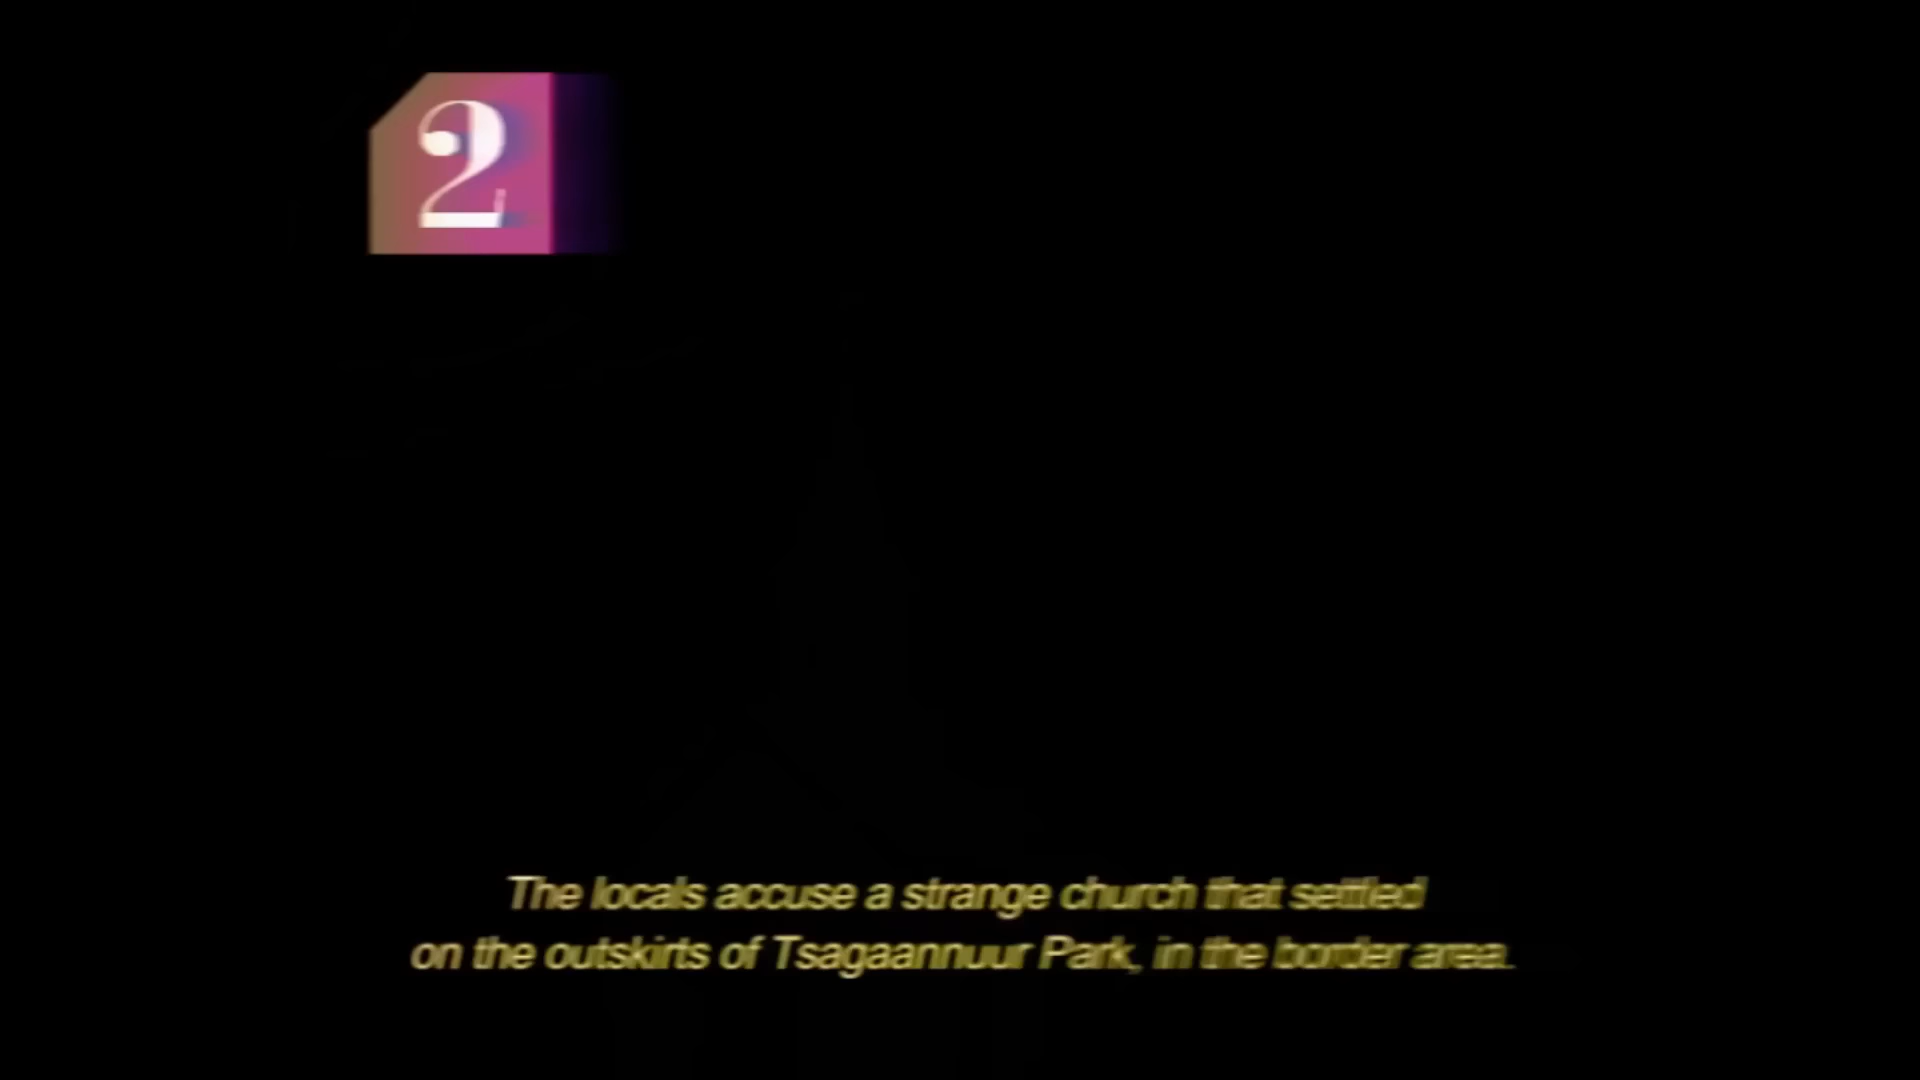 2
The locals accuse a strange church that settled
on the outskirts of Tsagaannuur Park, in the border area.